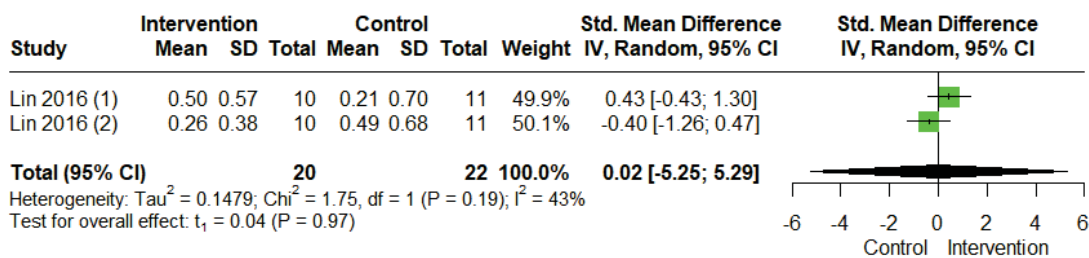 Intervention Control Std. Mean Difference Std. Mean Difference
Study Mean SD Total Mean SD Total Weight IV, Random, 95% CI IV, Random, 95% CI
Lin 2016 (1) 0.50 0.57 10 0.21 0.70 11 49.9% 0.43 [-0.43; 1.30]
Lin 2016 (2) 0.26 0.38 10 0.49 0.68 11 50.1% -0.40 [-1.26; 0.47]
Total (95% CI) 20 22 100.0% 0.02 [-5.25; 5.29]
Heterogeneity: Tau² = 0.1479; Chi² = 1.75, df = 1 (P = 0.19); I² = 43%
Test for overall effect: t₁ = 0.04 (P = 0.97)
-6 -4 -2 0 2 4 6
Control Intervention